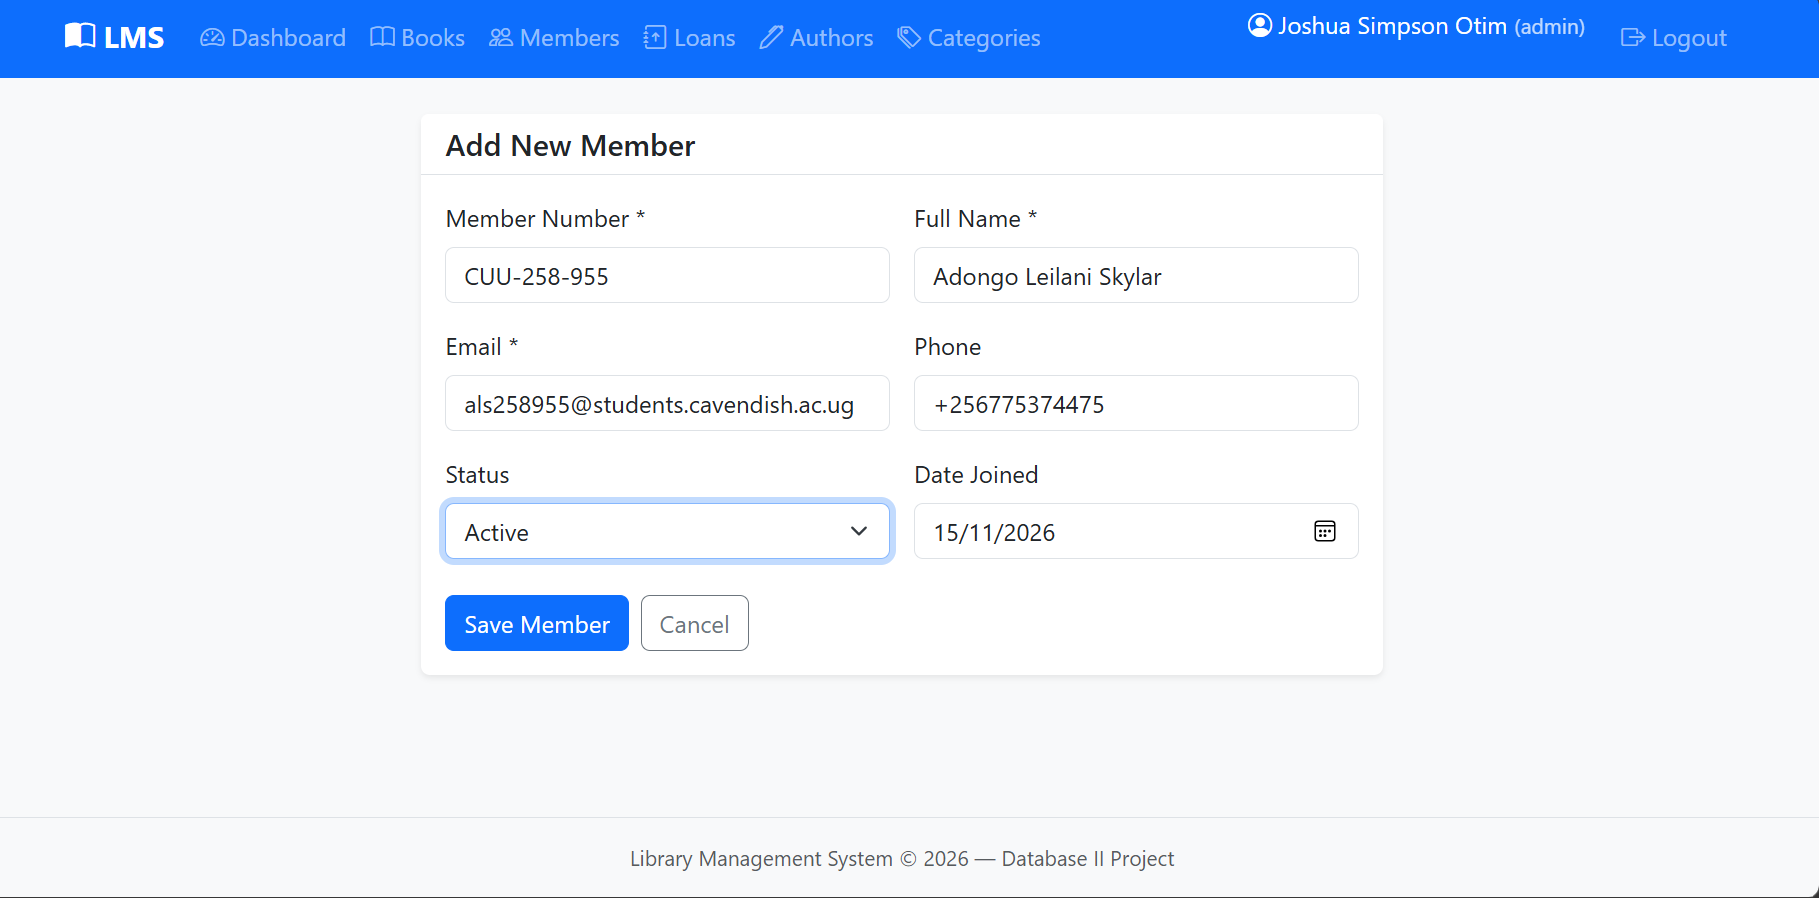 LMS Dashboard Books Members Loans Authors Categories Joshua Simpson Otim (admin) Logout
Add New Member
Member Number * Full Name *
CUU-258-955 Adongo Leilani Skylar
Email * Phone
als258955@students.cavendish.ac.ug +256775374475
Status Date Joined
Active 15/11/2026
Save Member Cancel
Library Management System © 2026 — Database II Project